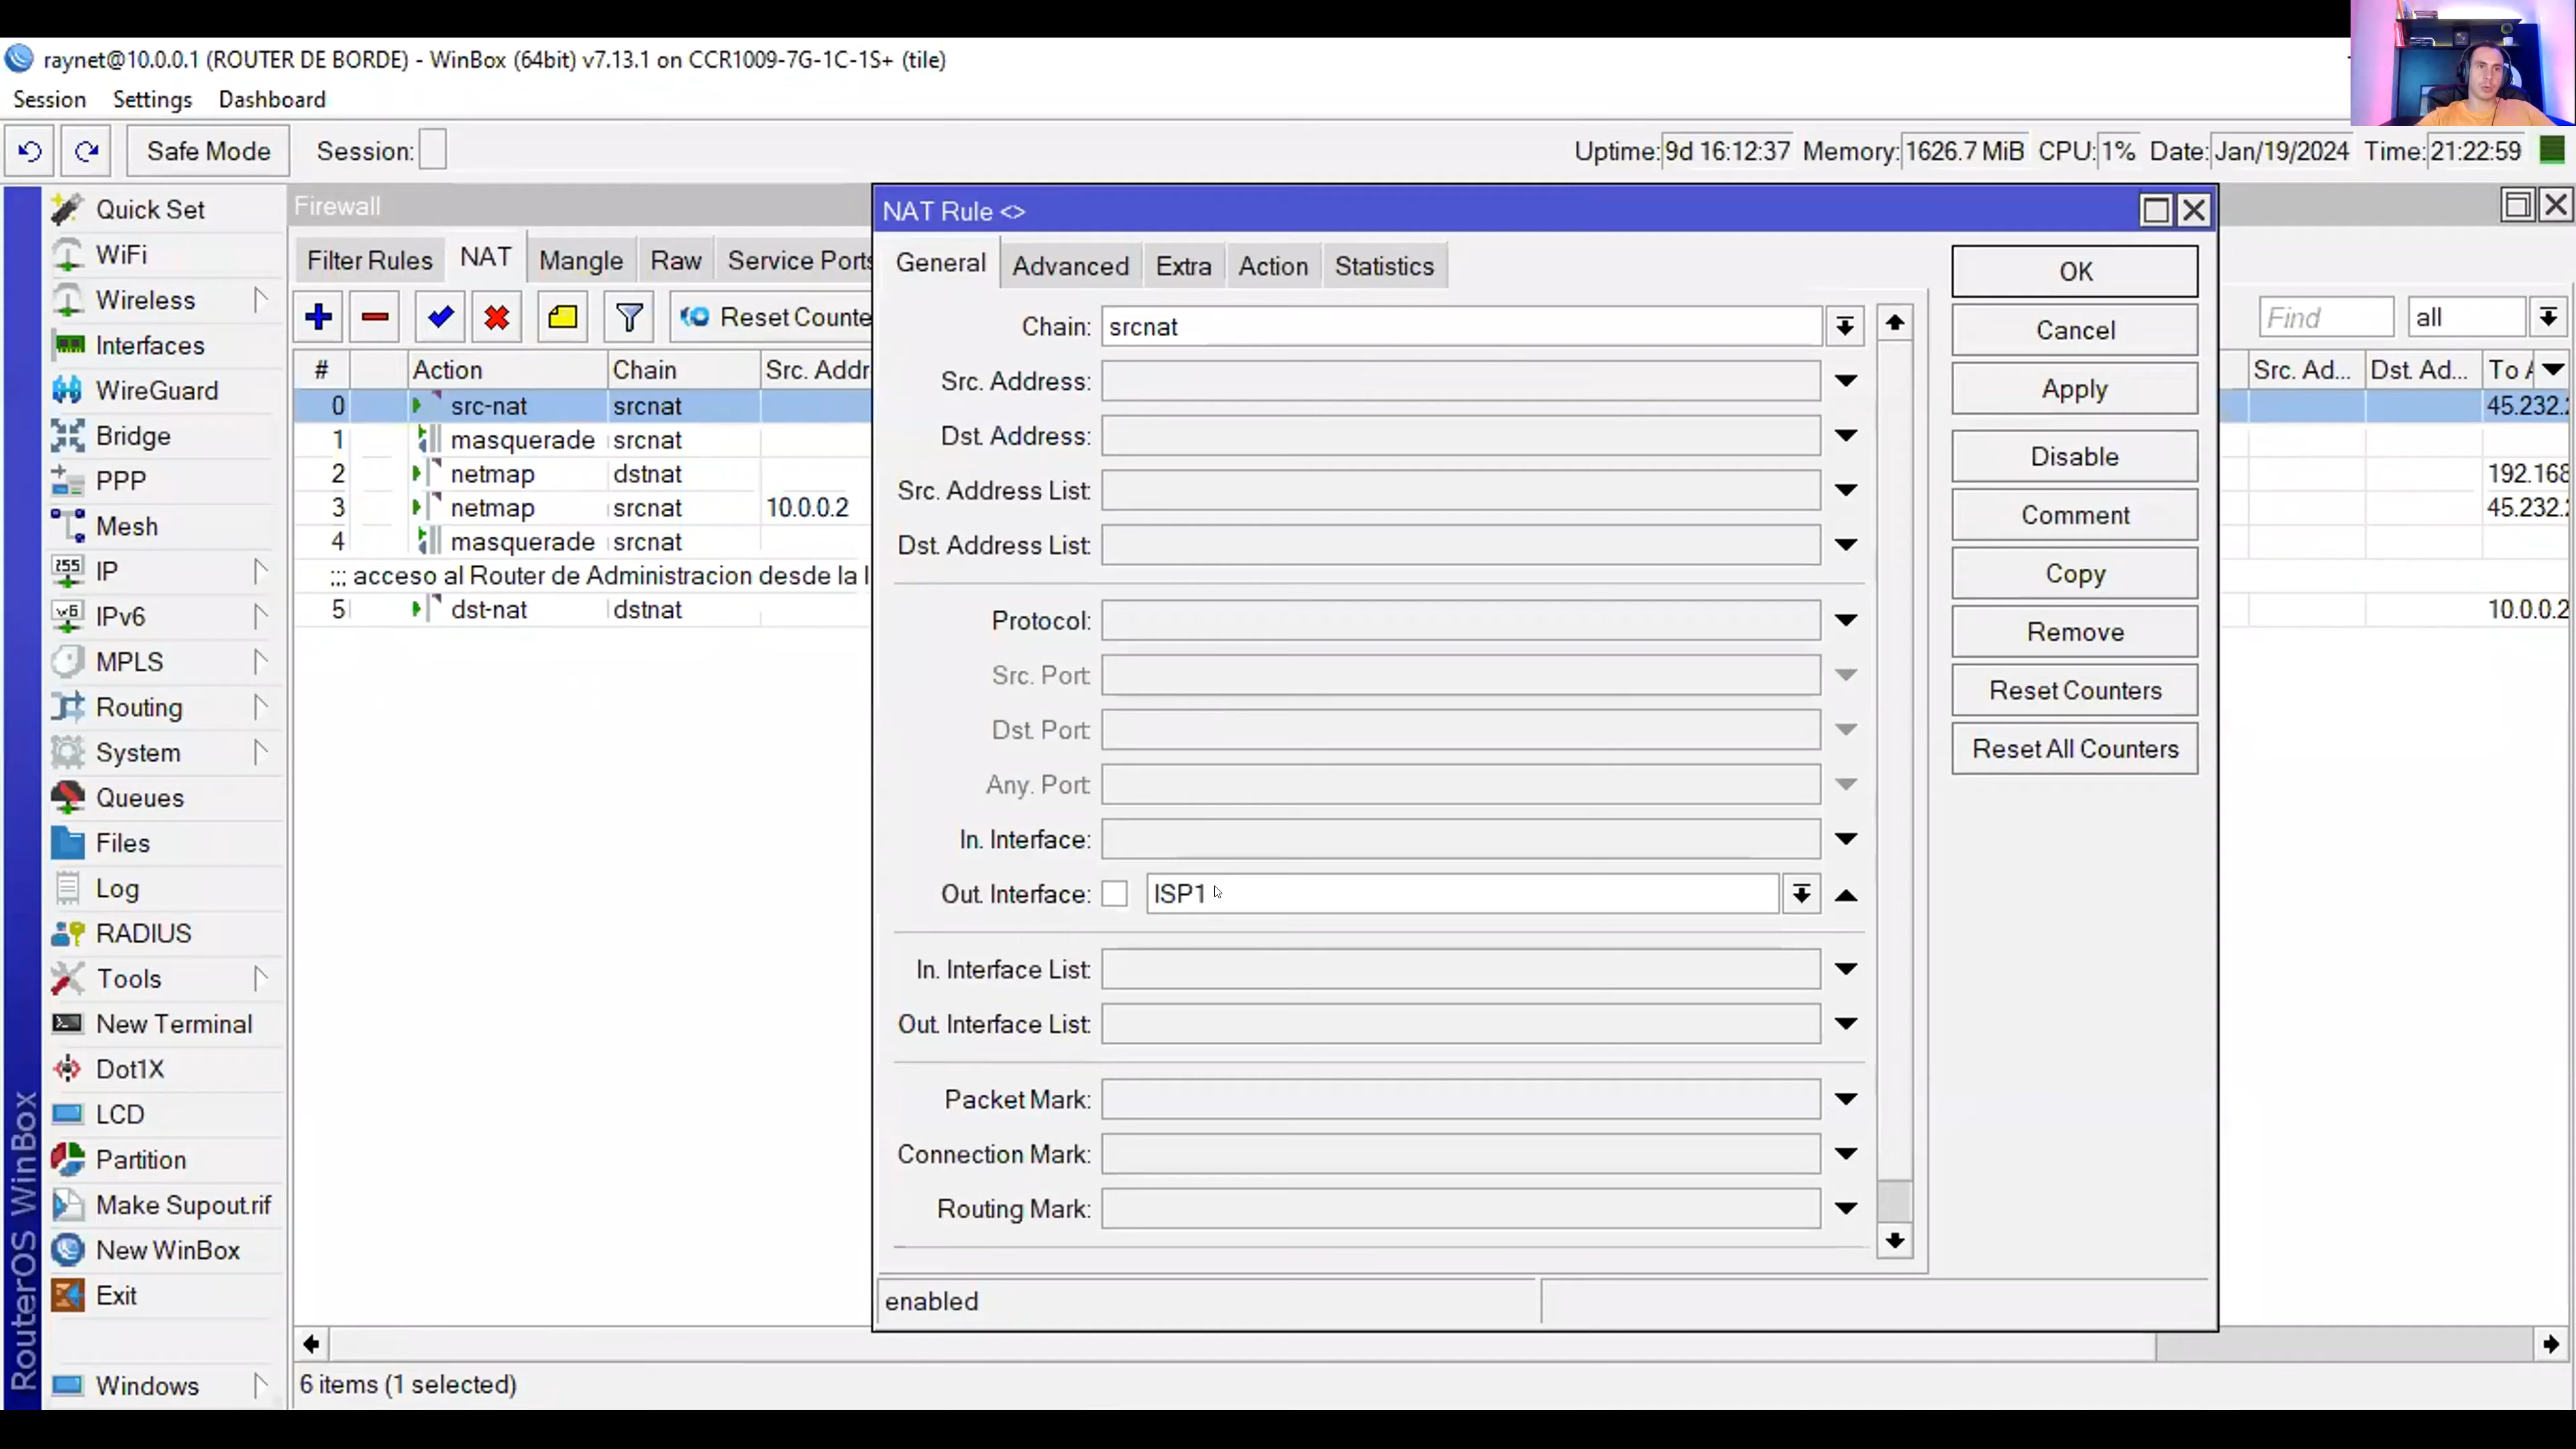 raynet@10.0.0.1 (ROUTER DE BORDE) - WinBox (64bit) v7.13.1 on CCR1009-7G-1C-1S+ (tile)
Session Settings Dashboard
Safe Mode Session: Uptime: 9d 16:12:37 Memory: 1626.7 MiB CPU: 1% Date: Jan/19/2024 Time: 21:22:59
RouterOS WinBox
Quick Set
WiFi
Wireless
Interfaces
WireGuard
Bridge
PPP
Mesh
IP
IPv6
MPLS
Routing
System
Queues
Files
Log
RADIUS
Tools
New Terminal
Dot1X
LCD
Partition
Make Supout.rif
New WinBox
Exit
Windows
Firewall
Filter Rules NAT Mangle Raw Service Ports
Reset Counte
# Action Chain Src. Addr
0 src-nat srcnat
1 masquerade srcnat
2 netmap dstnat
3 netmap srcnat 10.0.0.2
4 masquerade srcnat
::: acceso al Router de Administracion desde la
5 dst-nat dstnat
6 items (1 selected)
NAT Rule <>
General Advanced Extra Action Statistics
Chain: srcnat
Src. Address:
Dst. Address:
Src. Address List:
Dst. Address List:
Protocol:
Src. Port:
Dst. Port:
Any. Port:
In. Interface:
Out. Interface: ISP1
In. Interface List:
Out. Interface List:
Packet Mark:
Connection Mark:
Routing Mark:
enabled
OK
Cancel
Apply
Disable
Comment
Copy
Remove
Reset Counters
Reset All Counters
Find all
Src. Ad... Dst. Ad... To A
45.232.
192.168
45.232.
10.0.0.2